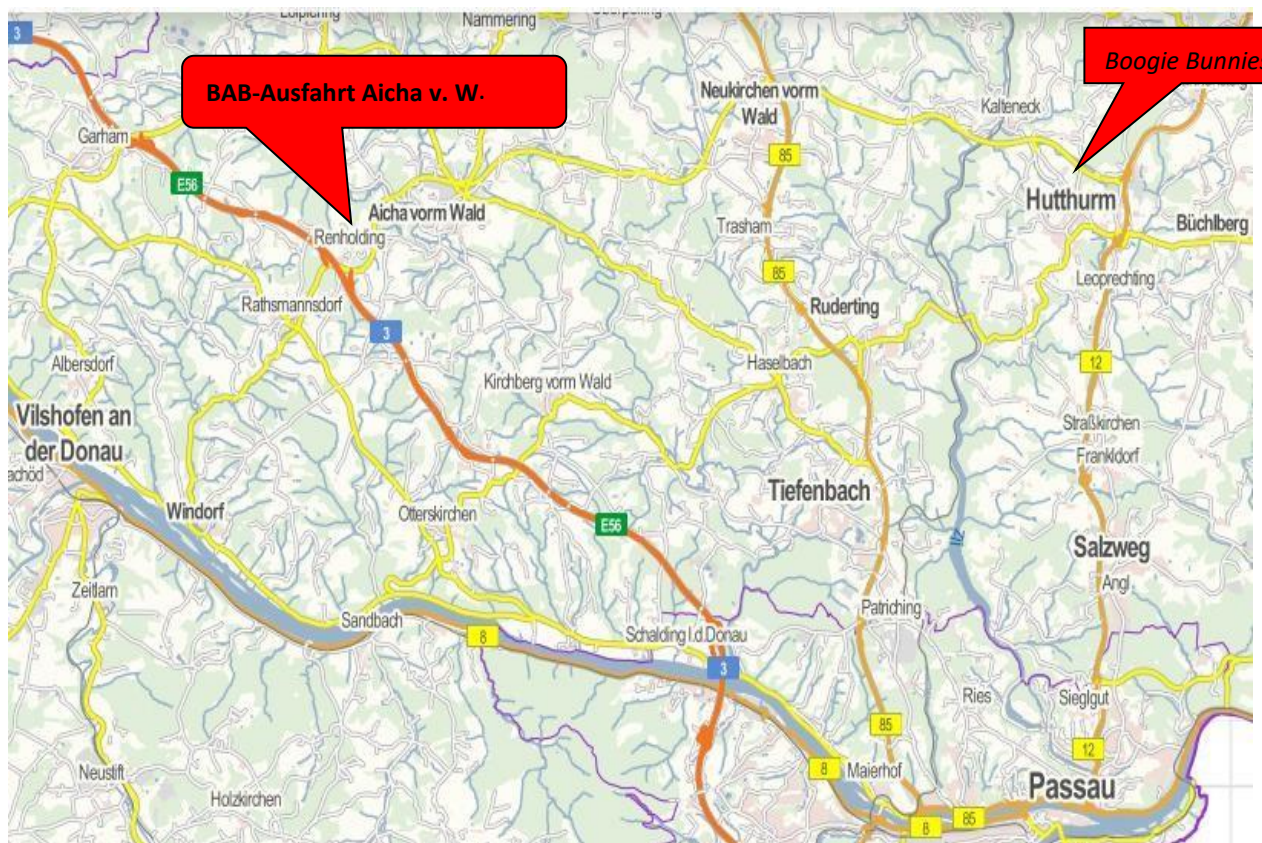 Nammering
3
BAB-Ausfahrt Aicha v. W.
Boogie Bunnies
Neukirchen vorm
Wald
Kalteneck
Garham
85
E56
Aicha vorm Wald
Hutthurm
Trasham
Büchlberg
Renholding
85
Leoprechting
Rathsmannsdorf
Ruderting
3
Albersdorf
Haselbach
12
Kirchberg vorm Wald
Vilshofen an
der Donau
Straßkirchen
Frankldorf
Tiefenbach
Windorf
Otterskirchen
E56
Ilz
Salzweg
Zeitlarn
Angl
Sandbach
Patriching
8
Schalding l.d.Donau
3
Ries
Sieglgut
85
12
Neustift
Holzkirchen
8
Maierhof
Passau
8
85